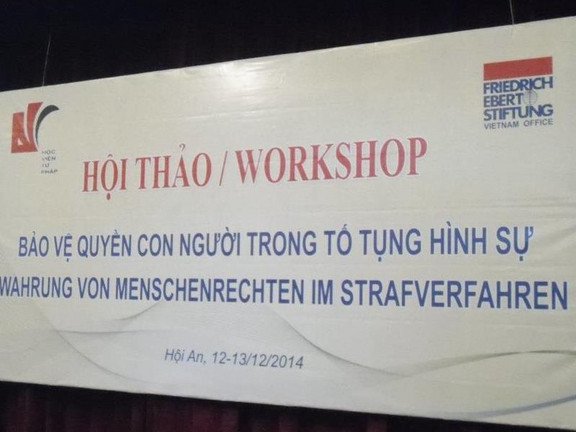 HỌC
VIỆN
TƯ
PHÁP
FRIEDRICH
EBERT
STIFTUNG
VIETNAM OFFICE
HỘI THẢO / WORKSHOP
BẢO VỆ QUYỀN CON NGƯỜI TRONG TỐ TỤNG HÌNH SỰ
WAHRUNG VON MENSCHENRECHTEN IM STRAFVERFAHREN
Hội An, 12-13/12/2014